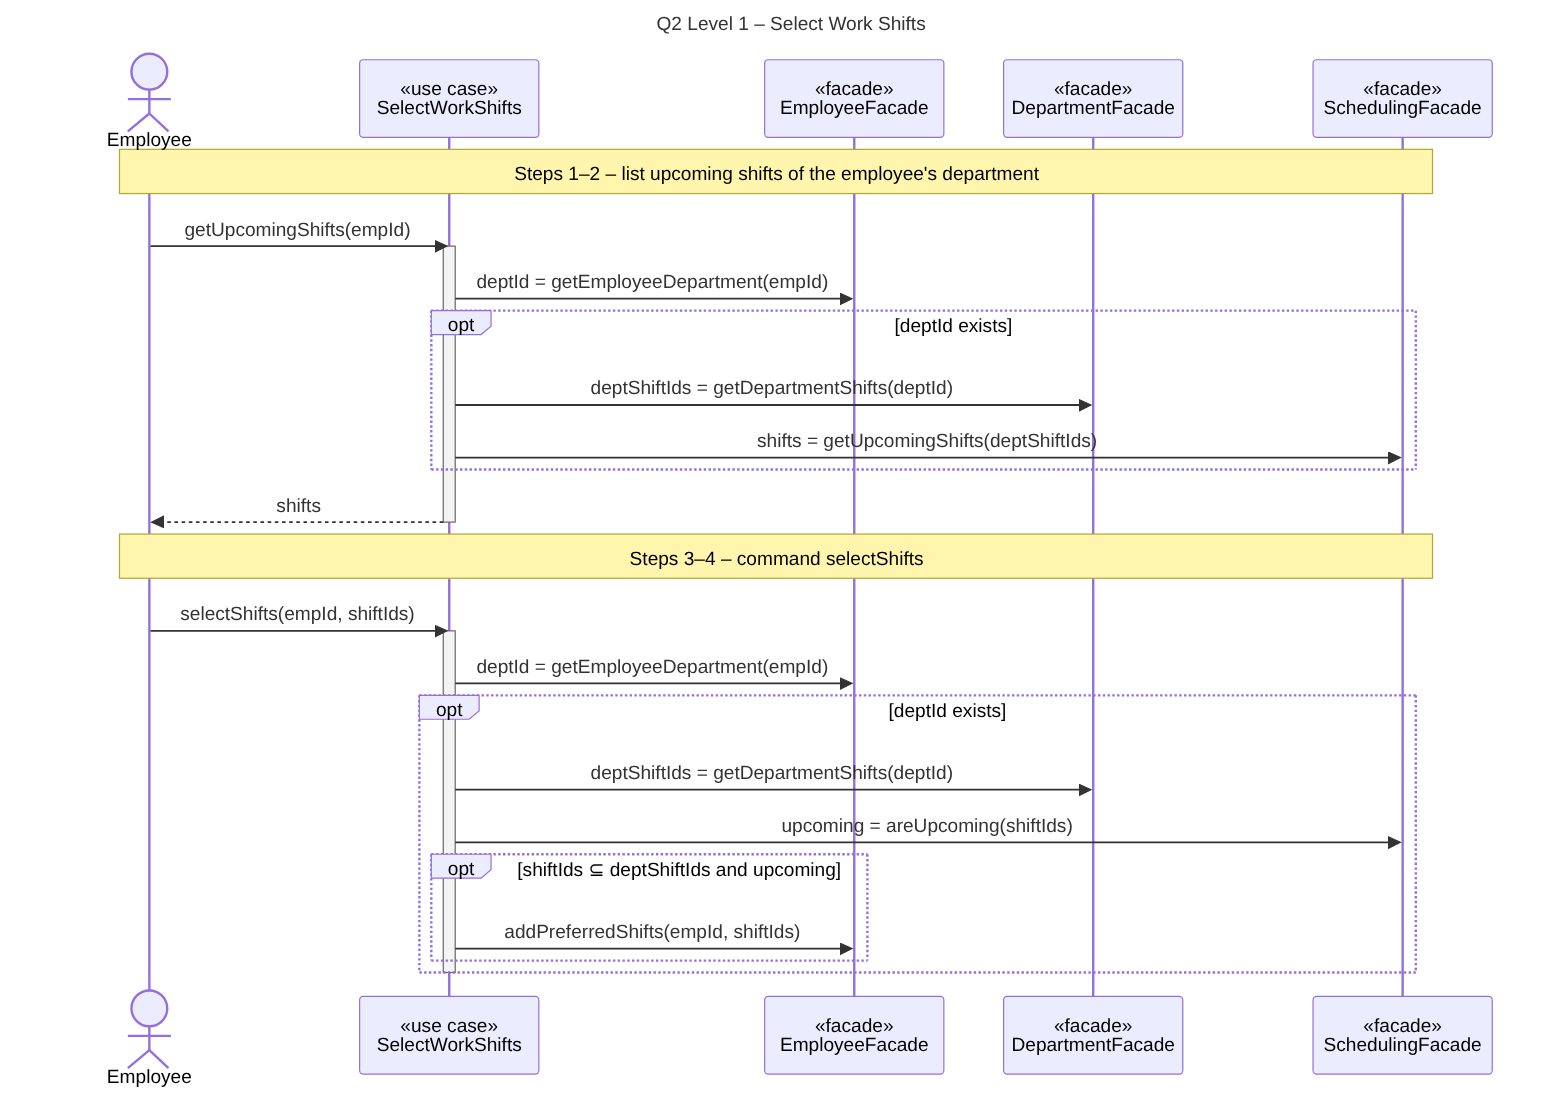 Q2 Level 1 – Select Work Shifts
Employee
«use case»
SelectWorkShifts
«facade»
EmployeeFacade
«facade»
DepartmentFacade
«facade»
SchedulingFacade
Steps 1–2 – list upcoming shifts of the employee's department
getUpcomingShifts(empId)
deptId = getEmployeeDepartment(empId)
opt
[deptId exists]
deptShiftIds = getDepartmentShifts(deptId)
shifts = getUpcomingShifts(deptShiftIds)
shifts
Steps 3–4 – command selectShifts
selectShifts(empId, shiftIds)
deptId = getEmployeeDepartment(empId)
opt
[deptId exists]
deptShiftIds = getDepartmentShifts(deptId)
upcoming = areUpcoming(shiftIds)
opt
[shiftIds ⊆ deptShiftIds and upcoming]
addPreferredShifts(empId, shiftIds)
Employee
«use case»
SelectWorkShifts
«facade»
EmployeeFacade
«facade»
DepartmentFacade
«facade»
SchedulingFacade